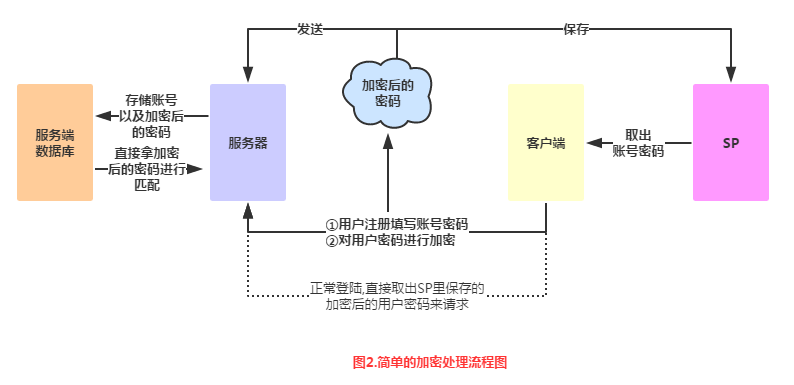 发送
保存
加密后的
密码
存储账号
以及加密后
的密码
服务端
数据库
直接拿加密
后的密码进行
匹配
服务器
客户端
取出
账号密码
SP
①用户注册填写账号密码
②对用户密码进行加密
正常登陆,直接取出SP里保存的
加密后的用户密码来请求
图2.简单的加密处理流程图